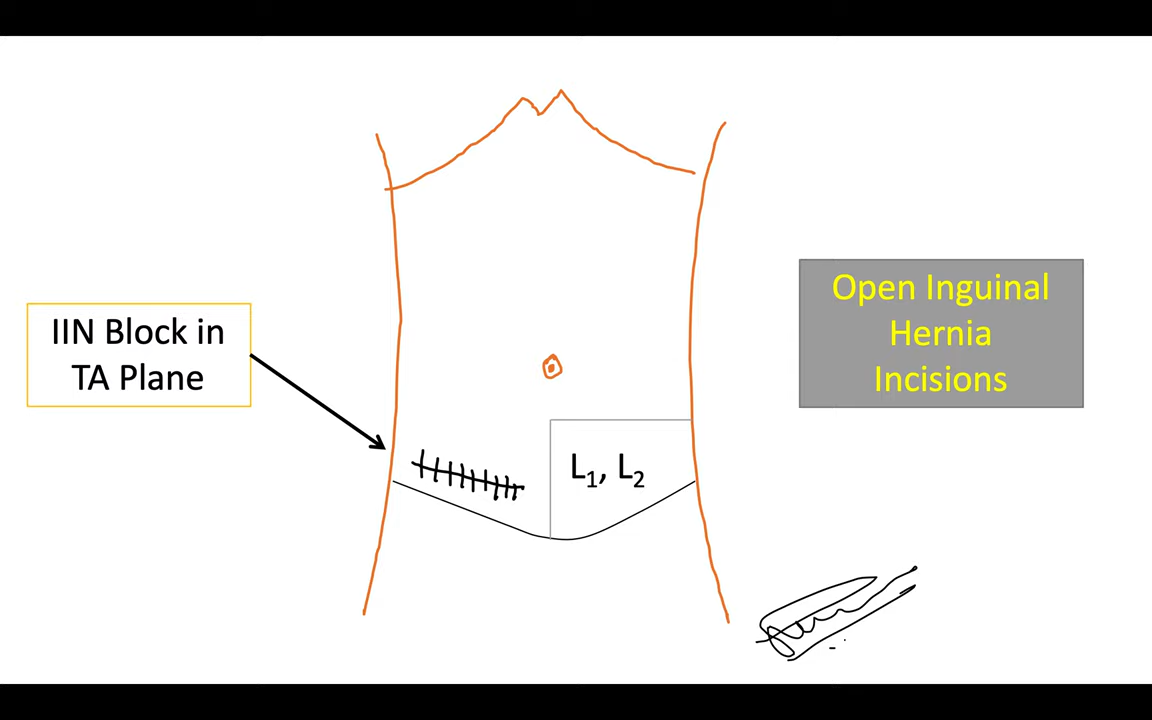 IIN Block in
TA Plane
Open Inguinal
Hernia
Incisions
L₁, L₂